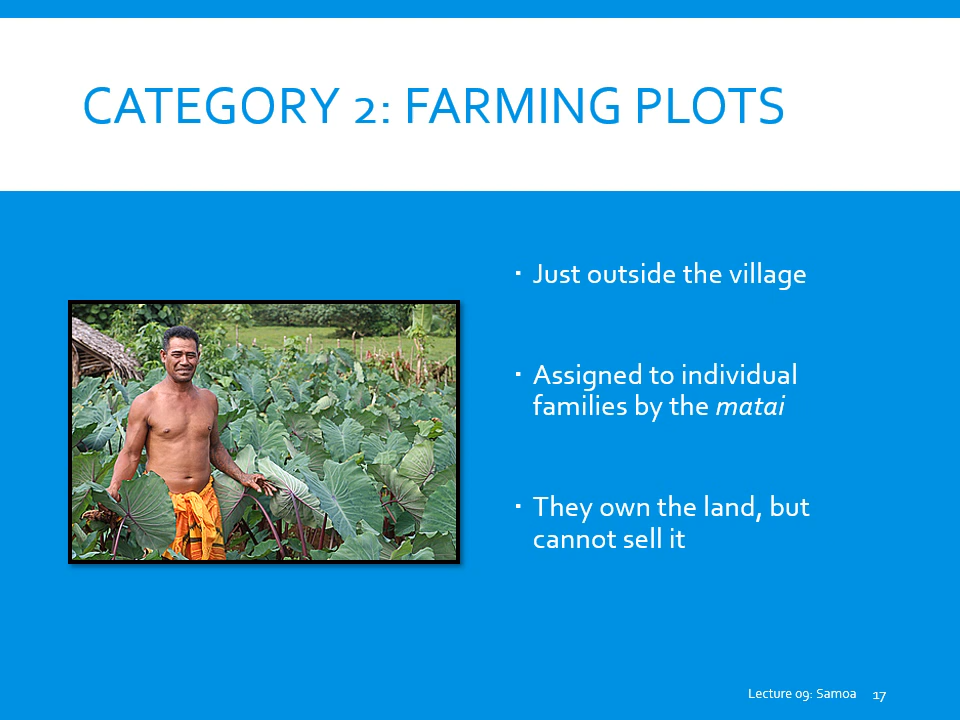 CATEGORY 2: FARMING PLOTS
▪ Just outside the village
▪ Assigned to individual
families by the matai
▪ They own the land, but
cannot sell it
Lecture 09: Samoa 17